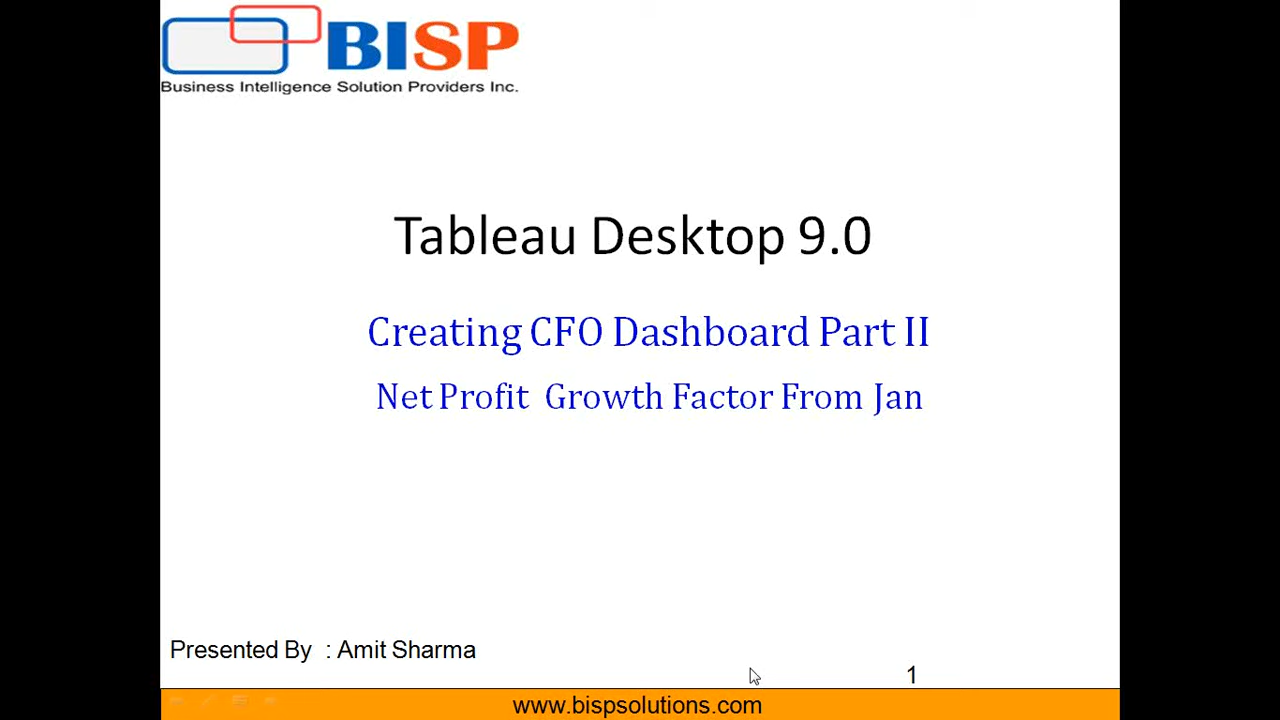 BISP
Business Intelligence Solution Providers Inc.
Tableau Desktop 9.0
Creating CFO Dashboard Part II
Net Profit Growth Factor From Jan
Presented By : Amit Sharma
1
www.bispsolutions.com